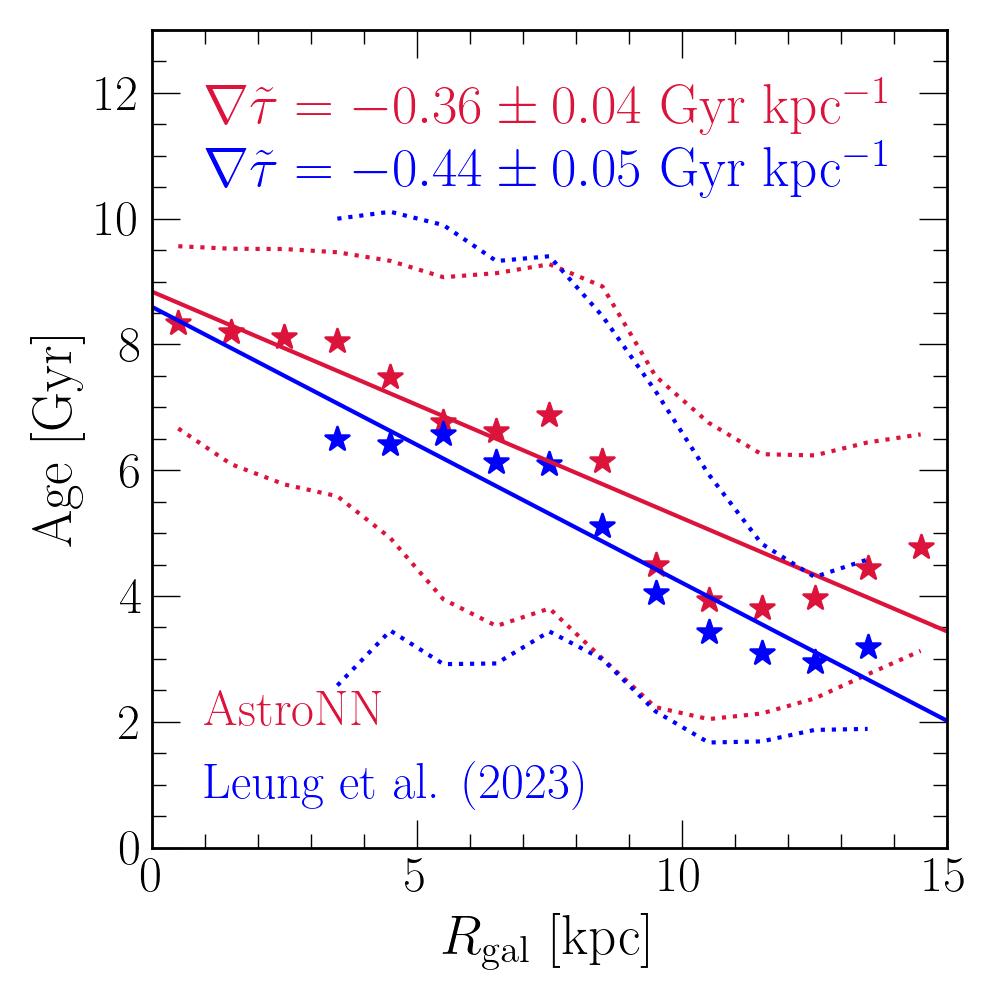 ∇τ̃ = −0.36 ± 0.04 Gyr kpc⁻¹
∇τ̃ = −0.44 ± 0.05 Gyr kpc⁻¹
12
10
8
6
4
2
0
Age [Gyr]
AstroNN
Leung et al. (2023)
0 5 10 15
R_gal [kpc]